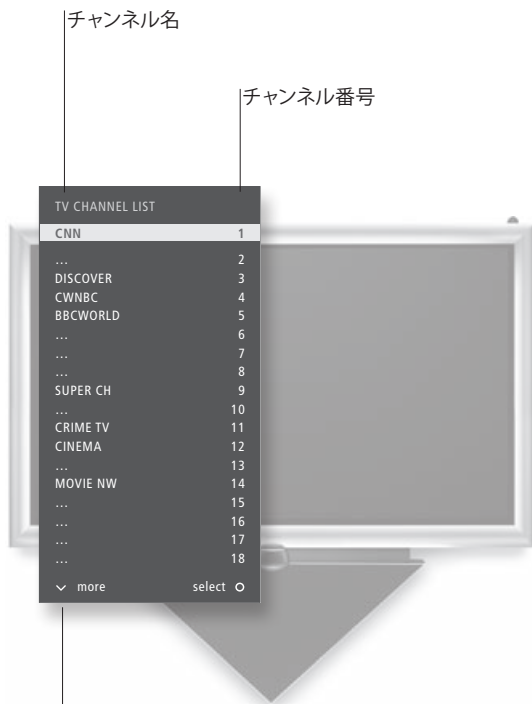 チャンネル名
チャンネル番号
TV CHANNEL LIST
CNN 1
... 2
DISCOVER 3
CWNBC 4
BBCWORLD 5
... 6
... 7
... 8
SUPER CH 9
... 10
CRIME TV 11
CINEMA 12
... 13
MOVIE NW 14
... 15
... 16
... 17
... 18
more select